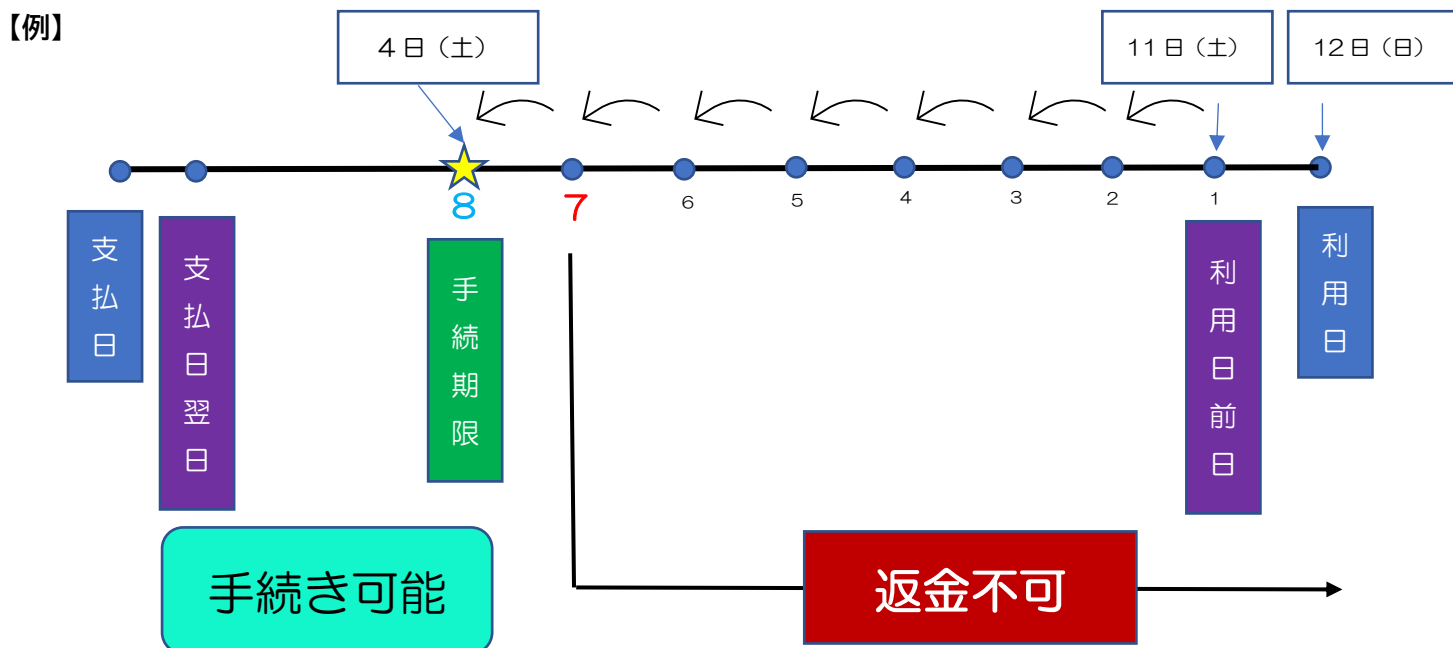 【例】
4日（土）
11日（土）
12日（日）
8
7
6
5
4
3
2
1
支払日
支払日翌日
手続期限
利用日前日
利用日
手続き可能
返金不可